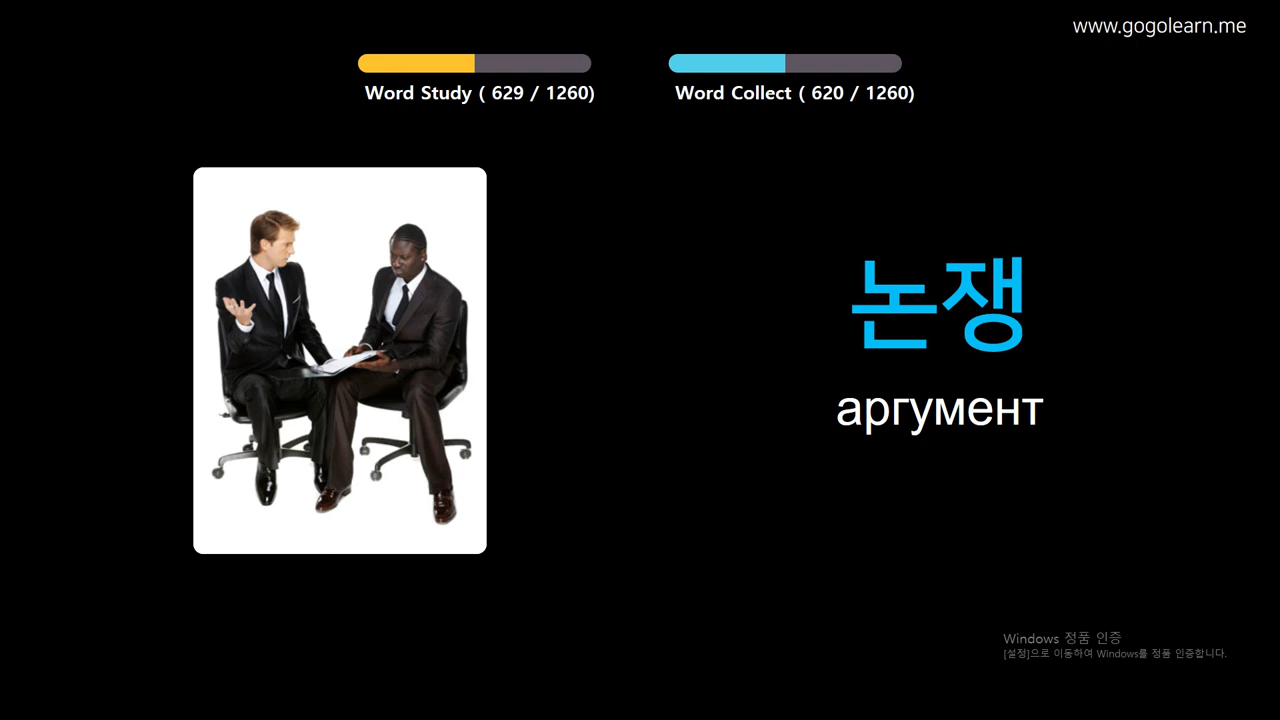 www.gogolearn.me
Word Study ( 629 / 1260)
Word Collect ( 620 / 1260)
논쟁
аргумент
Windows 정품 인증
[설정]으로 이동하여 Windows를 정품 인증합니다.